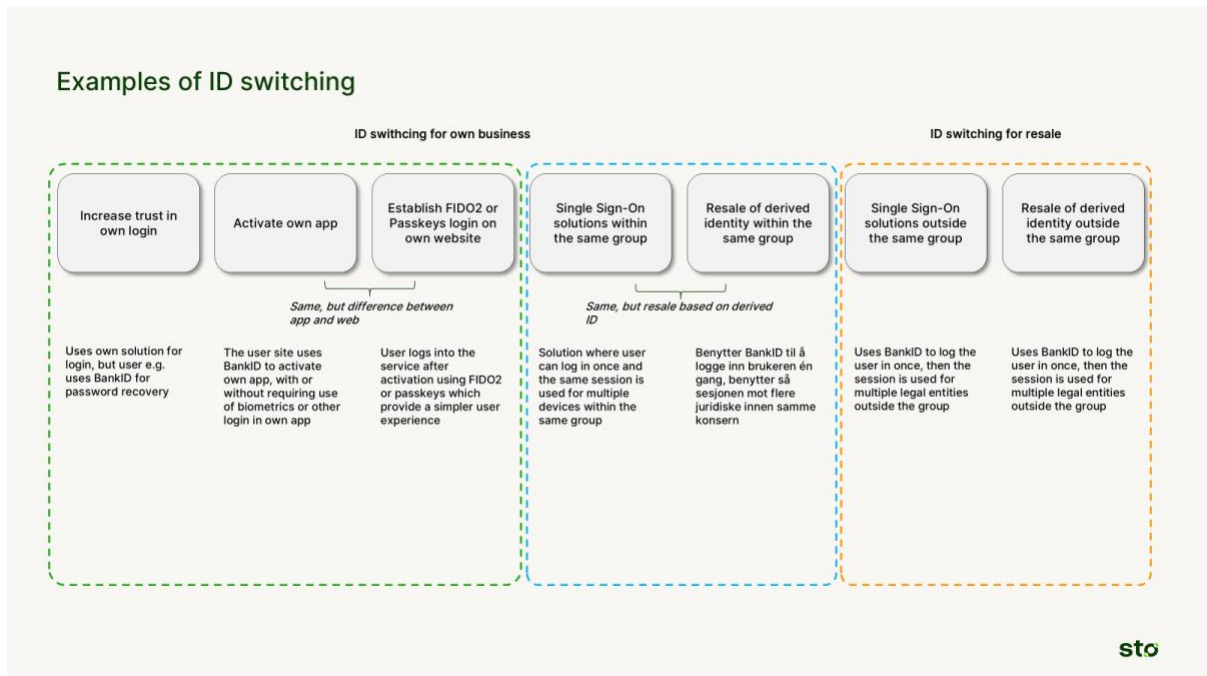 Examples of ID switching
ID swithcing for own business
ID switching for resale
Increase trust in
own login
Activate own app
Establish FIDO2 or
Passkeys login on
own website
Single Sign-On
solutions within
the same group
Resale of derived
identity within the
same group
Single Sign-On
solutions outside
the same group
Resale of derived
identity outside
the same group
Same, but difference between
app and web
Same, but resale based on derived
ID
Uses own solution for
login, but user e.g.
uses BankID for
password recovery
The user site uses
BankID to activate
own app, with or
without requiring use
of biometrics or other
login in own app
User logs into the
service after
activation using FIDO2
or passkeys which
provide a simpler user
experience
Solution where user
can log in once and
the same session is
used for multiple
devices within the
same group
Benytter BankID til å
logge inn brukeren én
gang, benytter så
sesjonen mot flere
juridiske innen samme
konsern
Uses BankID to log the
user in once, then the
session is used for
multiple legal entities
outside the group
Uses BankID to log the
user in once, then the
session is used for
multiple legal entities
outside the group
stø